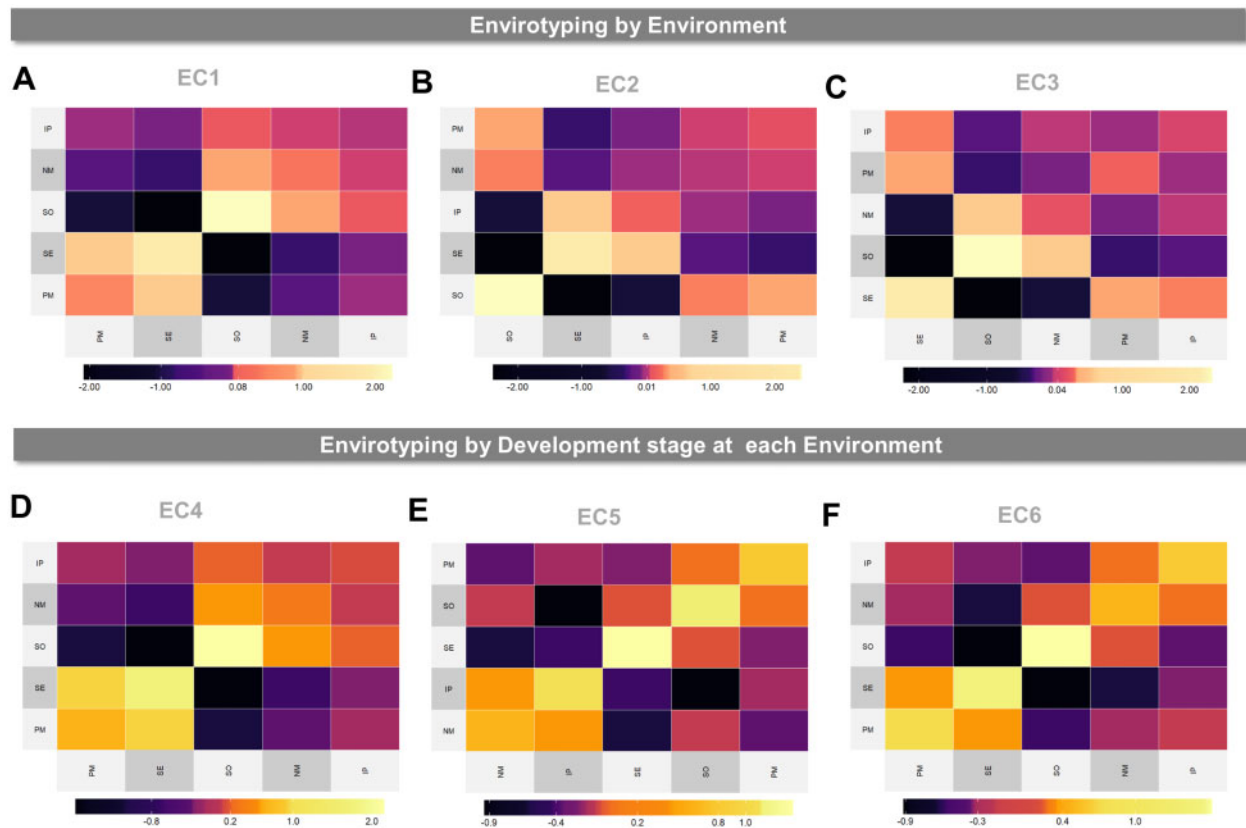 Envirotyping by Environment
A
EC1
B
EC2
C
EC3
IP
NM
SO
SE
PM
PM
NM
IP
SE
SO
IP
PM
NM
SO
SE
PM SE SO NM IP
SO SE IP NM PM
SE SO NM PM IP
-2.00 -1.00 0.08 1.00 2.00
-2.00 -1.00 0.01 1.00 2.00
-2.00 -1.00 0.04 1.00 2.00
Envirotyping by Development stage at each Environment
D
EC4
E
EC5
F
EC6
IP
NM
SO
SE
PM
PM
SO
SE
IP
NM
IP
NM
SO
SE
PM
PM SE SO NM IP
NM IP SE SO PM
PM SE SO NM IP
-0.8 0.2 1.0 2.0
-0.9 -0.4 0.2 0.8 1.0
-0.9 -0.3 0.4 1.0